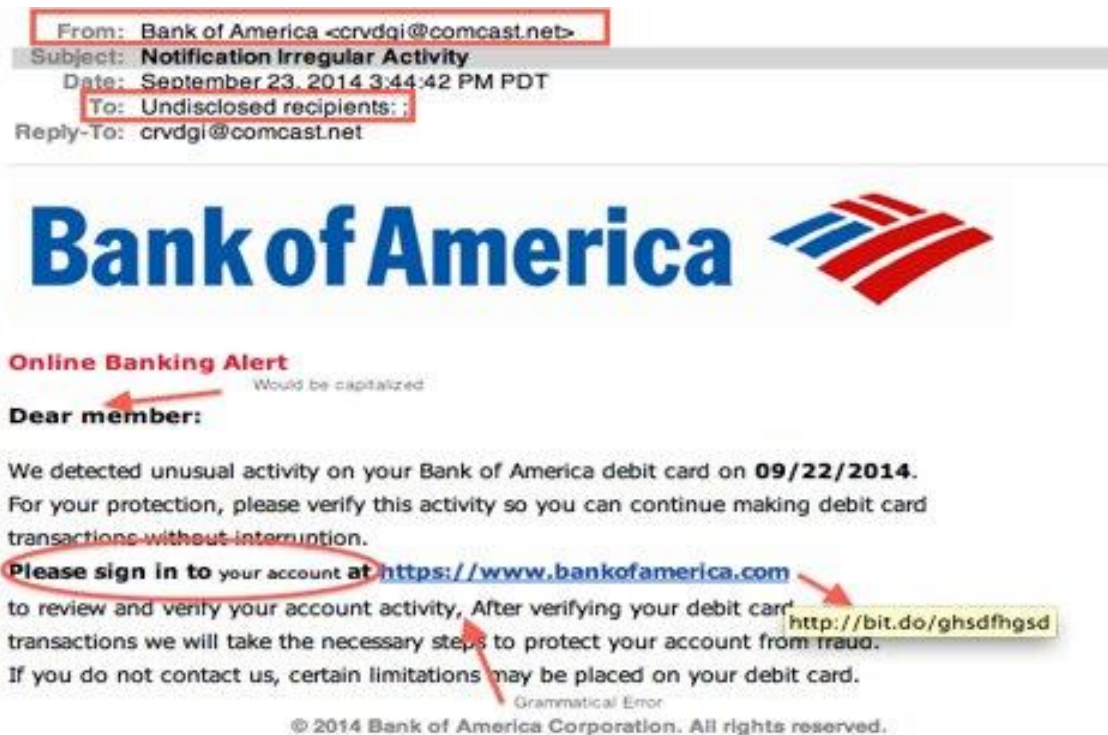 From: Bank of America <crvdgi@comcast.net>
Subject: Notification Irregular Activity
Date: September 23, 2014 3:44:42 PM PDT
To: Undisclosed recipients: ;
Reply-To: crvdgi@comcast.net
Bank of America
Online Banking Alert
Would be capitalized
Dear member:
We detected unusual activity on your Bank of America debit card on 09/22/2014.
For your protection, please verify this activity so you can continue making debit card
transactions without interruption.
Please sign in to your account at https://www.bankofamerica.com
to review and verify your account activity, After verifying your debit card
http://bit.do/ghsdfhgsd
transactions we will take the necessary steps to protect your account from fraud.
If you do not contact us, certain limitations may be placed on your debit card.
Grammatical Error
© 2014 Bank of America Corporation. All rights reserved.